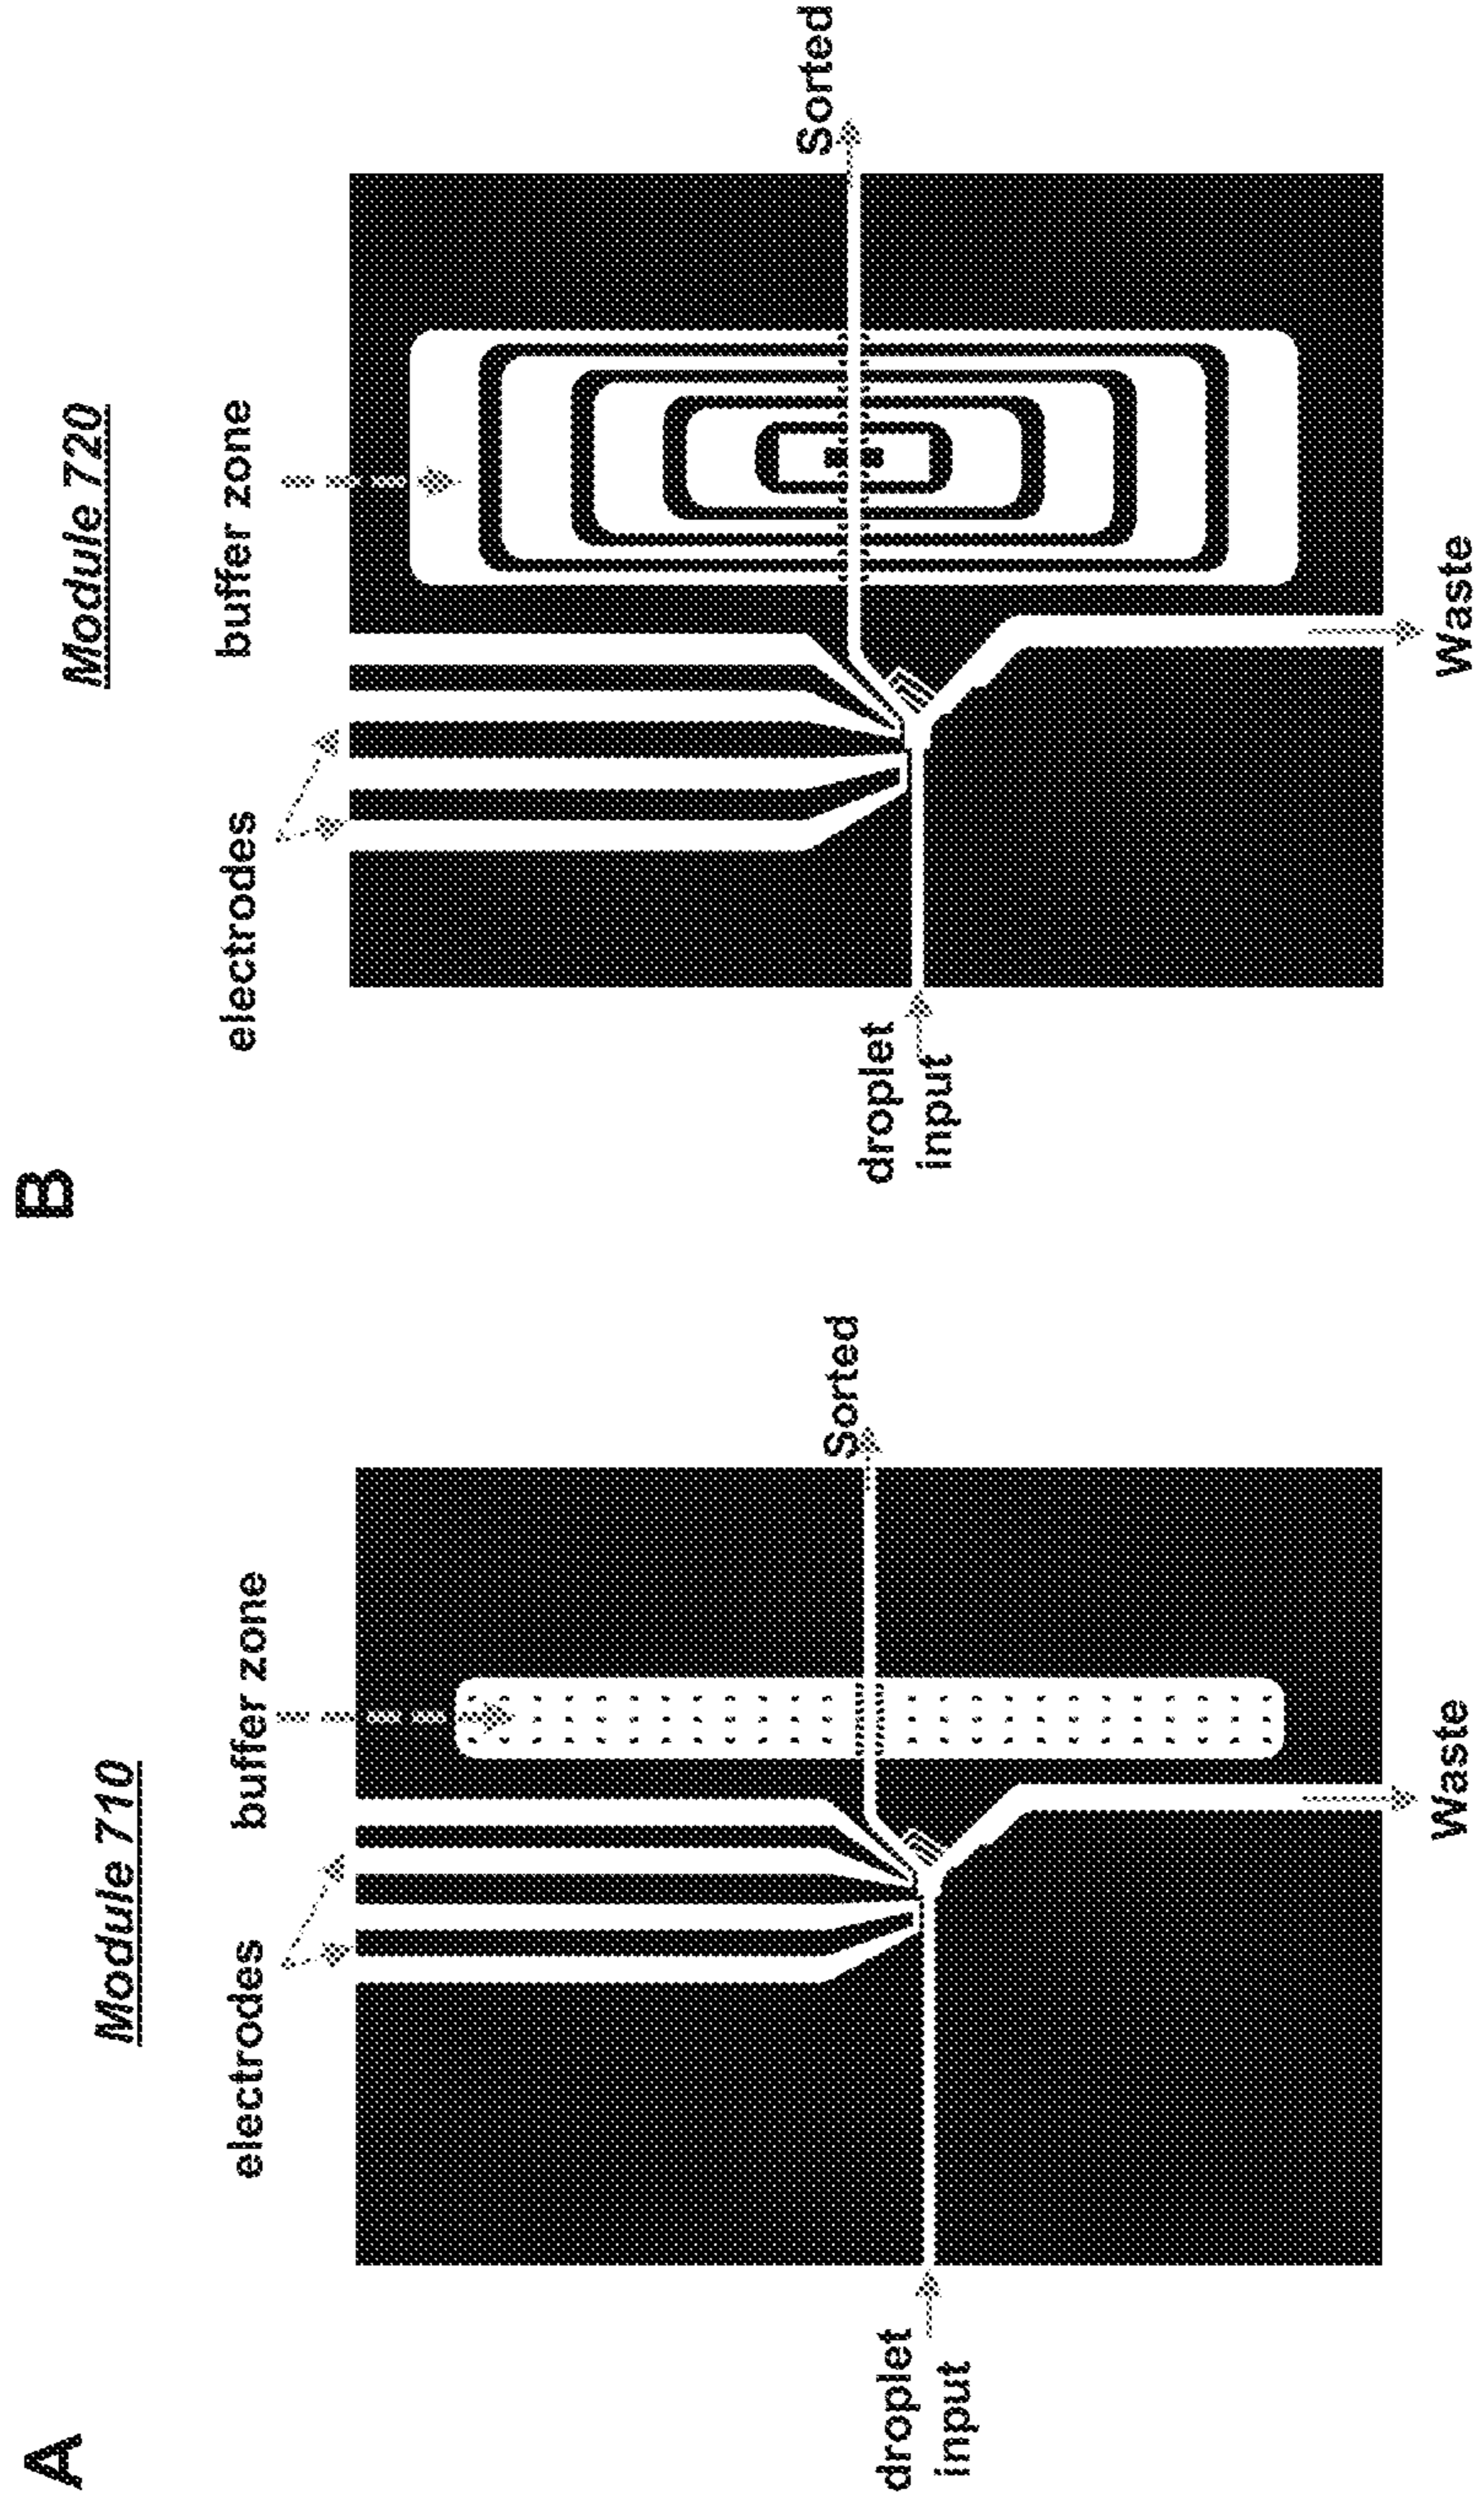 A
Module 710
electrodes
buffer zone
droplet
input
Sorted
Waste
B
Module 720
electrodes
buffer zone
droplet
input
Sorted
Waste